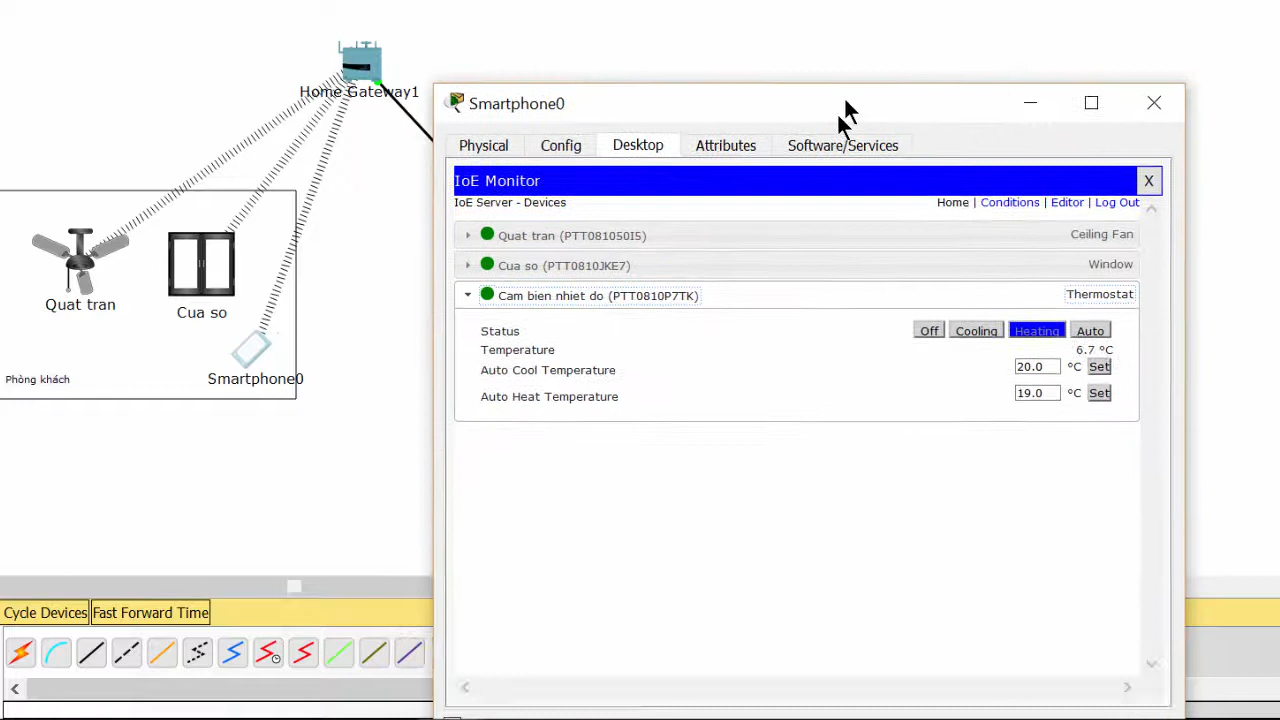 Home Gateway1
Smartphone0
Physical Config Desktop Attributes Software/Services
IoE Monitor X
IoE Server - Devices Home | Conditions | Editor | Log Out
Quat tran (PTT081050I5) Ceiling Fan
Cua so (PTT0810JKE7) Window
Cam bien nhiet do (PTT0810P7TK) Thermostat
Status Off Cooling Heating Auto
Temperature 6.7 °C
Auto Cool Temperature 20.0 °C Set
Auto Heat Temperature 19.0 °C Set
Quat tran
Cua so
Smartphone0
Phòng khách
Cycle Devices Fast Forward Time